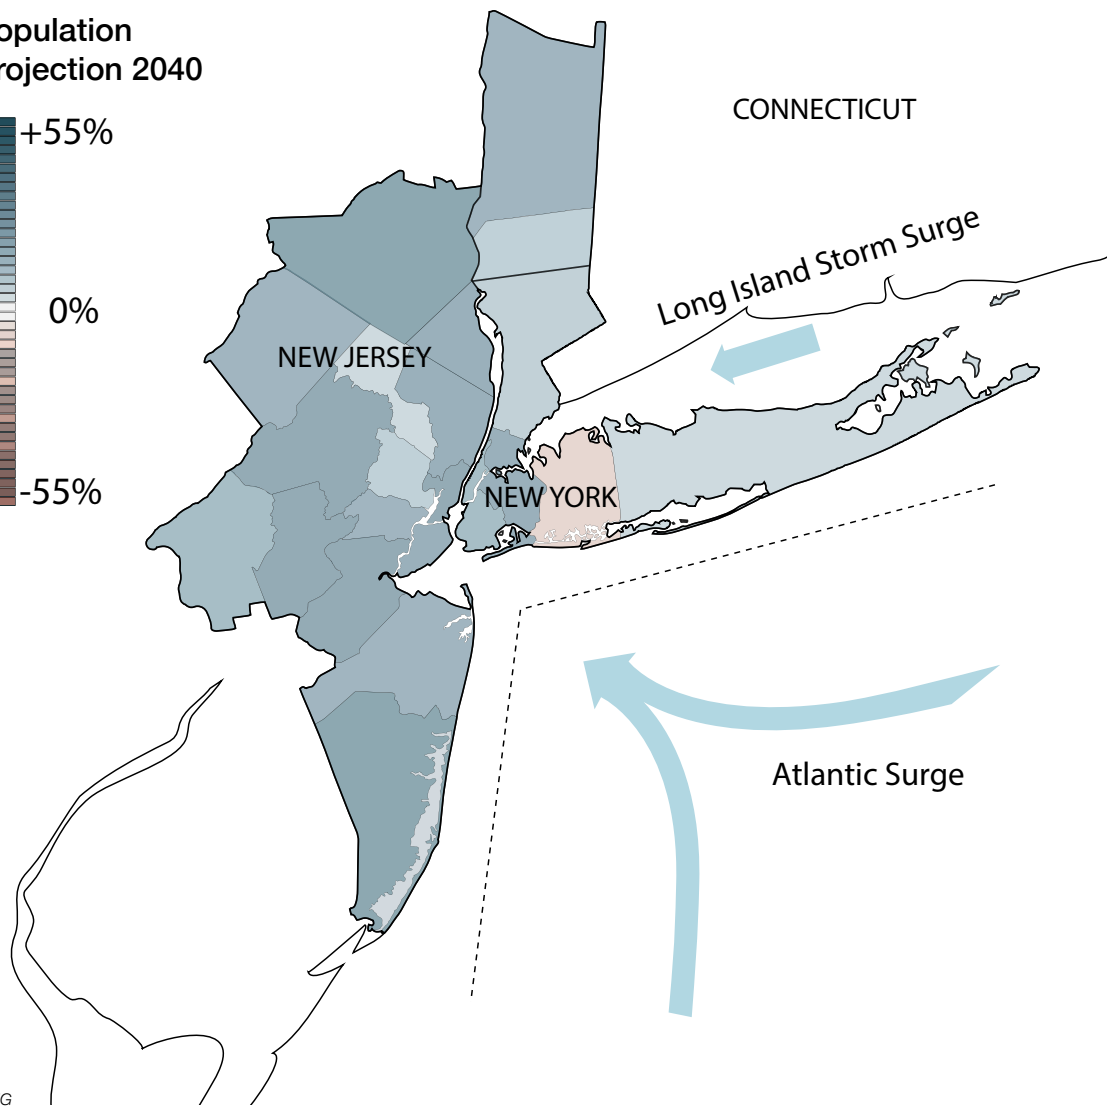 opulation
rojection 2040
+55%
0%
-55%
CONNECTICUT
Long Island Storm Surge
NEW JERSEY
NEW YORK
Atlantic Surge
G